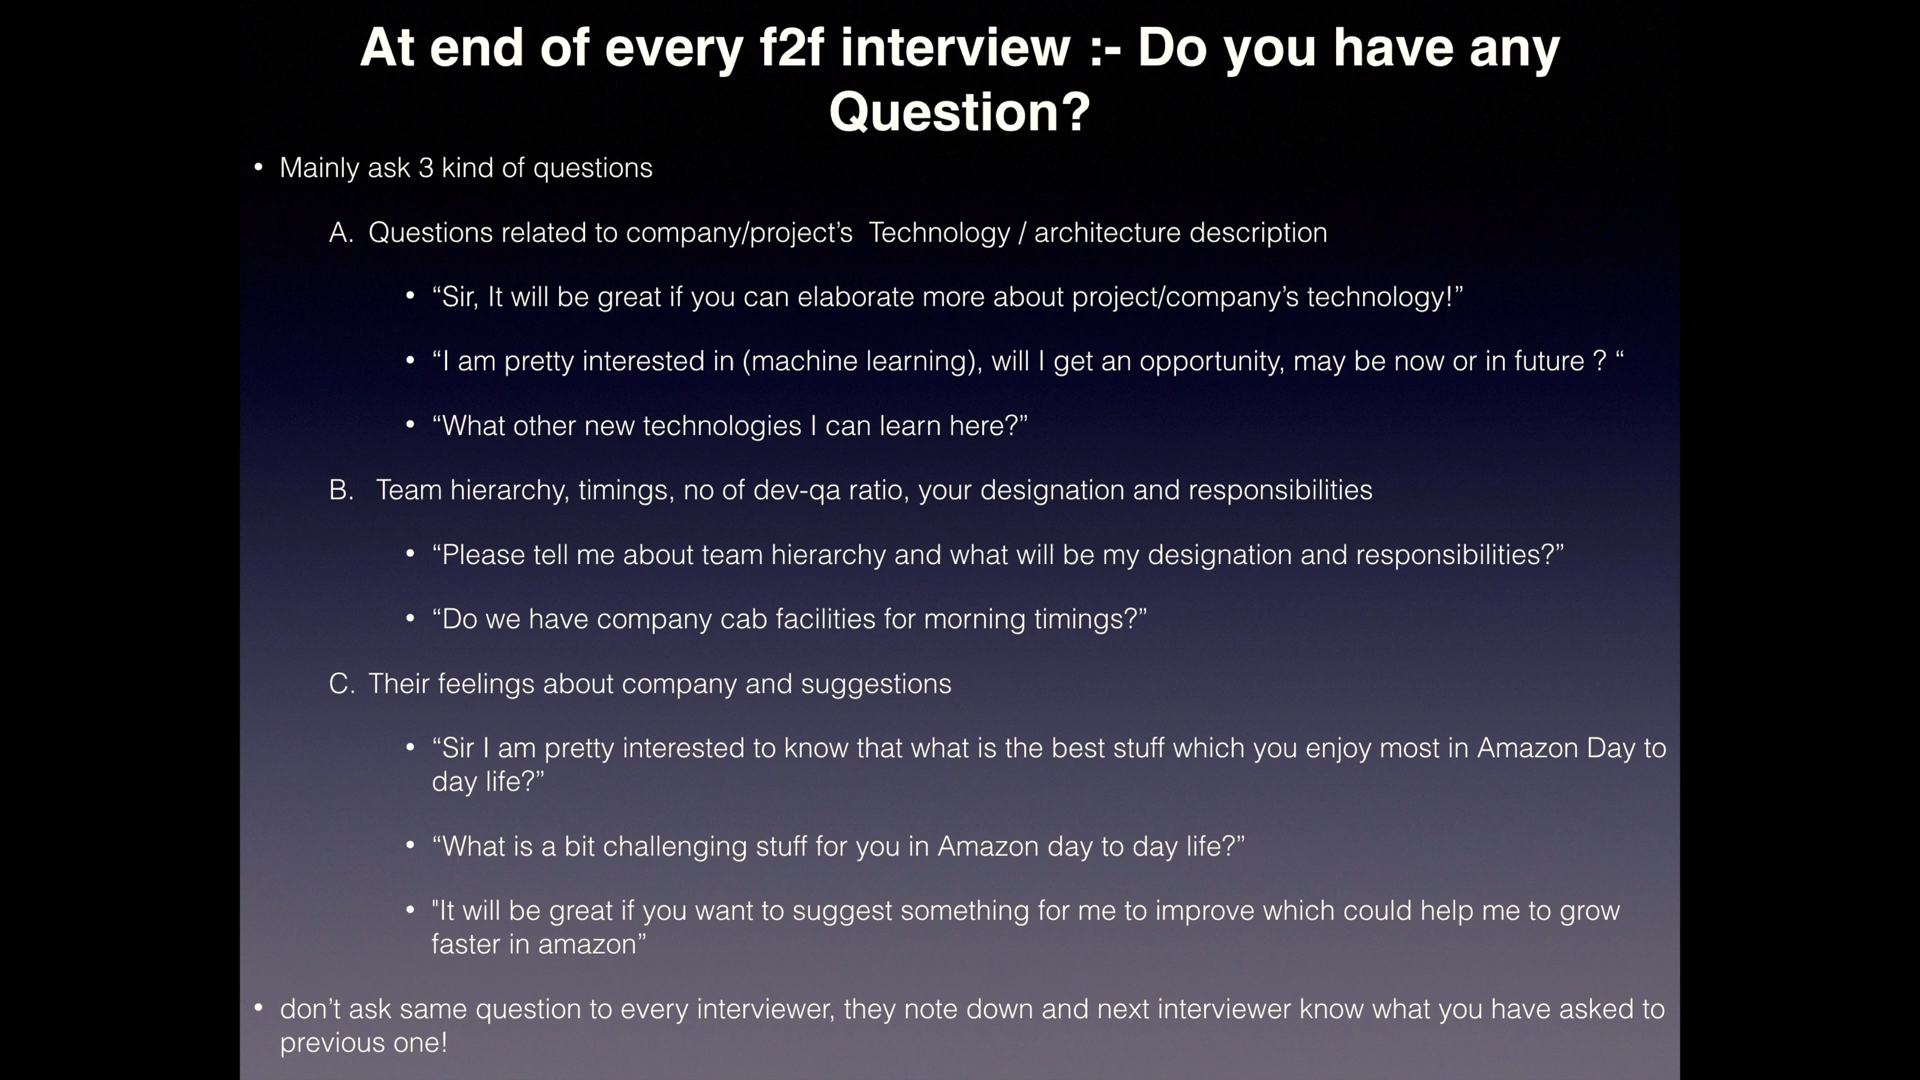 At end of every f2f interview :- Do you have any
Question?
• Mainly ask 3 kind of questions
A. Questions related to company/project’s  Technology / architecture description
• “Sir, It will be great if you can elaborate more about project/company’s technology!”
• “I am pretty interested in (machine learning), will I get an opportunity, may be now or in future ? “
• “What other new technologies I can learn here?”
B. Team hierarchy, timings, no of dev-qa ratio, your designation and responsibilities
• “Please tell me about team hierarchy and what will be my designation and responsibilities?”
• “Do we have company cab facilities for morning timings?”
C. Their feelings about company and suggestions
• “Sir I am pretty interested to know that what is the best stuff which you enjoy most in Amazon Day to
day life?”
• “What is a bit challenging stuff for you in Amazon day to day life?”
• "It will be great if you want to suggest something for me to improve which could help me to grow
faster in amazon”
• don’t ask same question to every interviewer, they note down and next interviewer know what you have asked to
previous one!